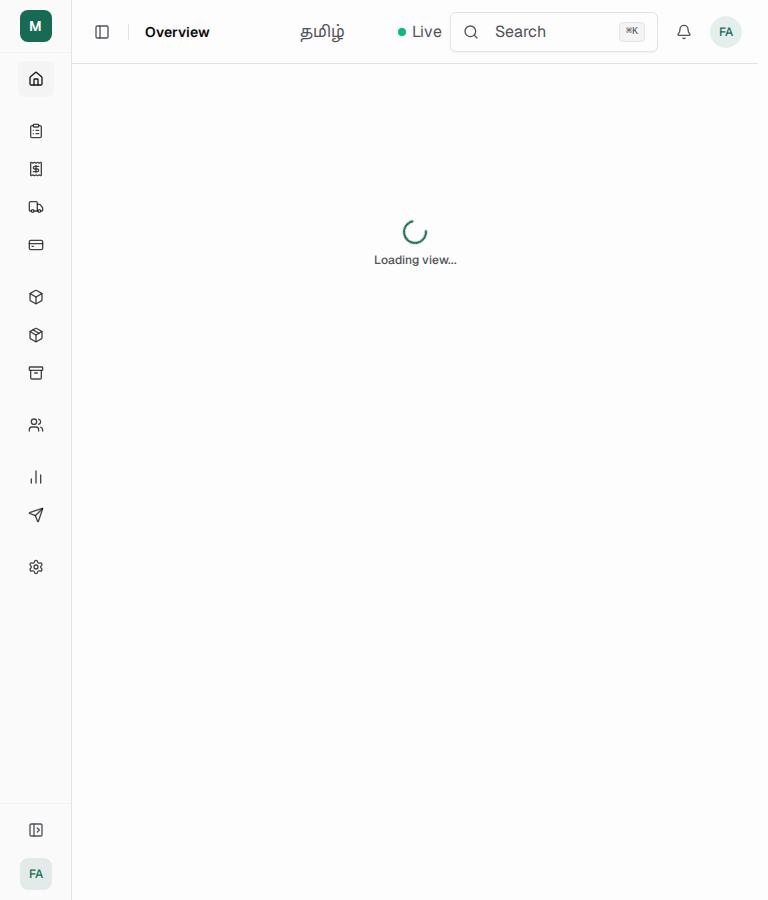 M
Overview
தமிழ்
Live
Search
⌘K
FA
Loading view...
FA